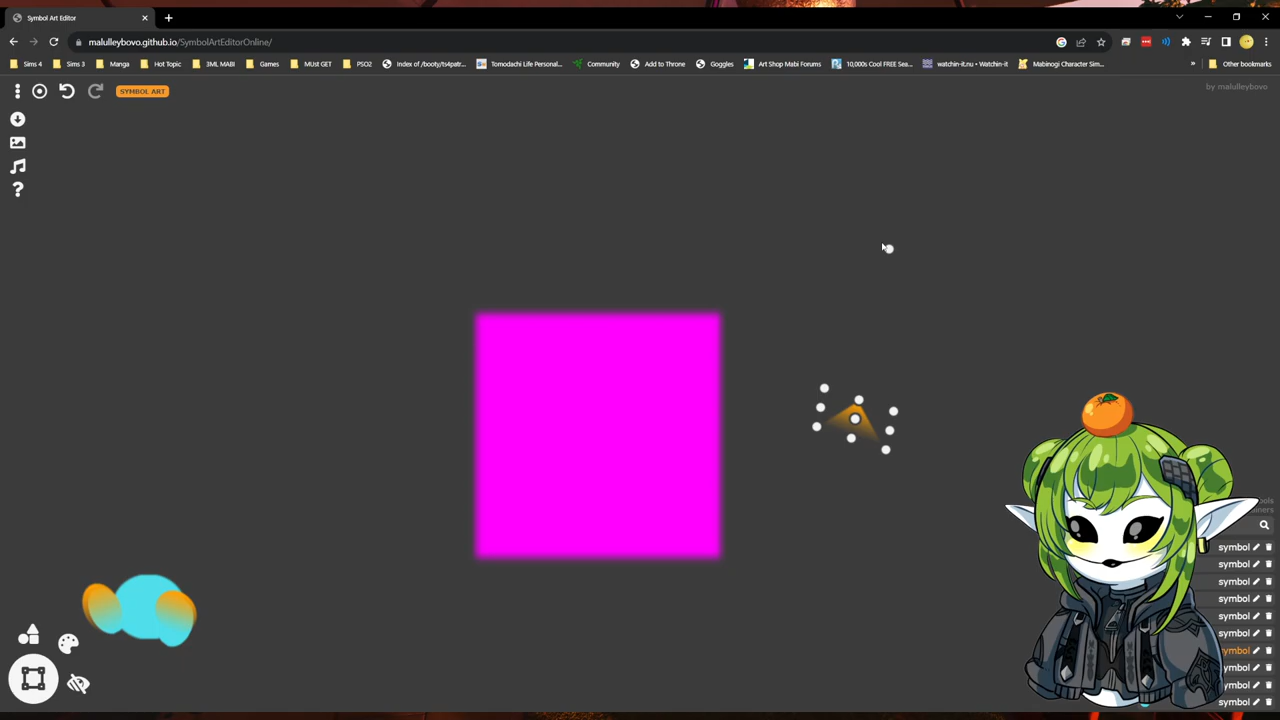 Symbol Art Editor
malulleybovo.github.io/SymbolArtEditorOnline/
Sims 4 Sims 3 Manga Hot Topic 3ML MABI Games MUst GET PSO2 Index of /booty/ts4patr... Tomodachi Life Personal... Community Add to Throne Goggles Art Shop Mabi Forums 10,000s Cool FREE Sea... watchin-it.nu • Watchin-it Mabinogi Character Sim... » Other bookmarks
SYMBOL ART
by malulleybovo
symbol
symbol
symbol
symbol
symbol
symbol
ymbol
symbol
symbol
symbol